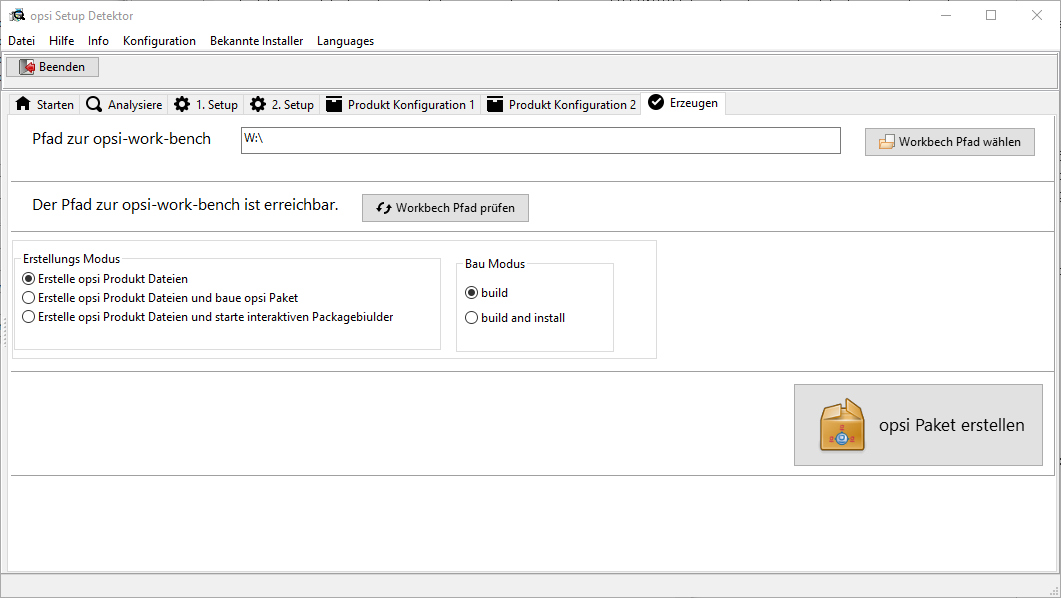 opsi Setup Detektor
Datei Hilfe Info Konfiguration Bekannte Installer Languages
Beenden
Starten Analysiere 1. Setup 2. Setup Produkt Konfiguration 1 Produkt Konfiguration 2 Erzeugen
Pfad zur opsi-work-bench W:\ Workbech Pfad wählen
Der Pfad zur opsi-work-bench ist erreichbar. Workbech Pfad prüfen
Erstellungs Modus
Erstelle opsi Produkt Dateien
Erstelle opsi Produkt Dateien und baue opsi Paket
Erstelle opsi Produkt Dateien und starte interaktiven Packagebiulder
Bau Modus
build
build and install
opsi Paket erstellen